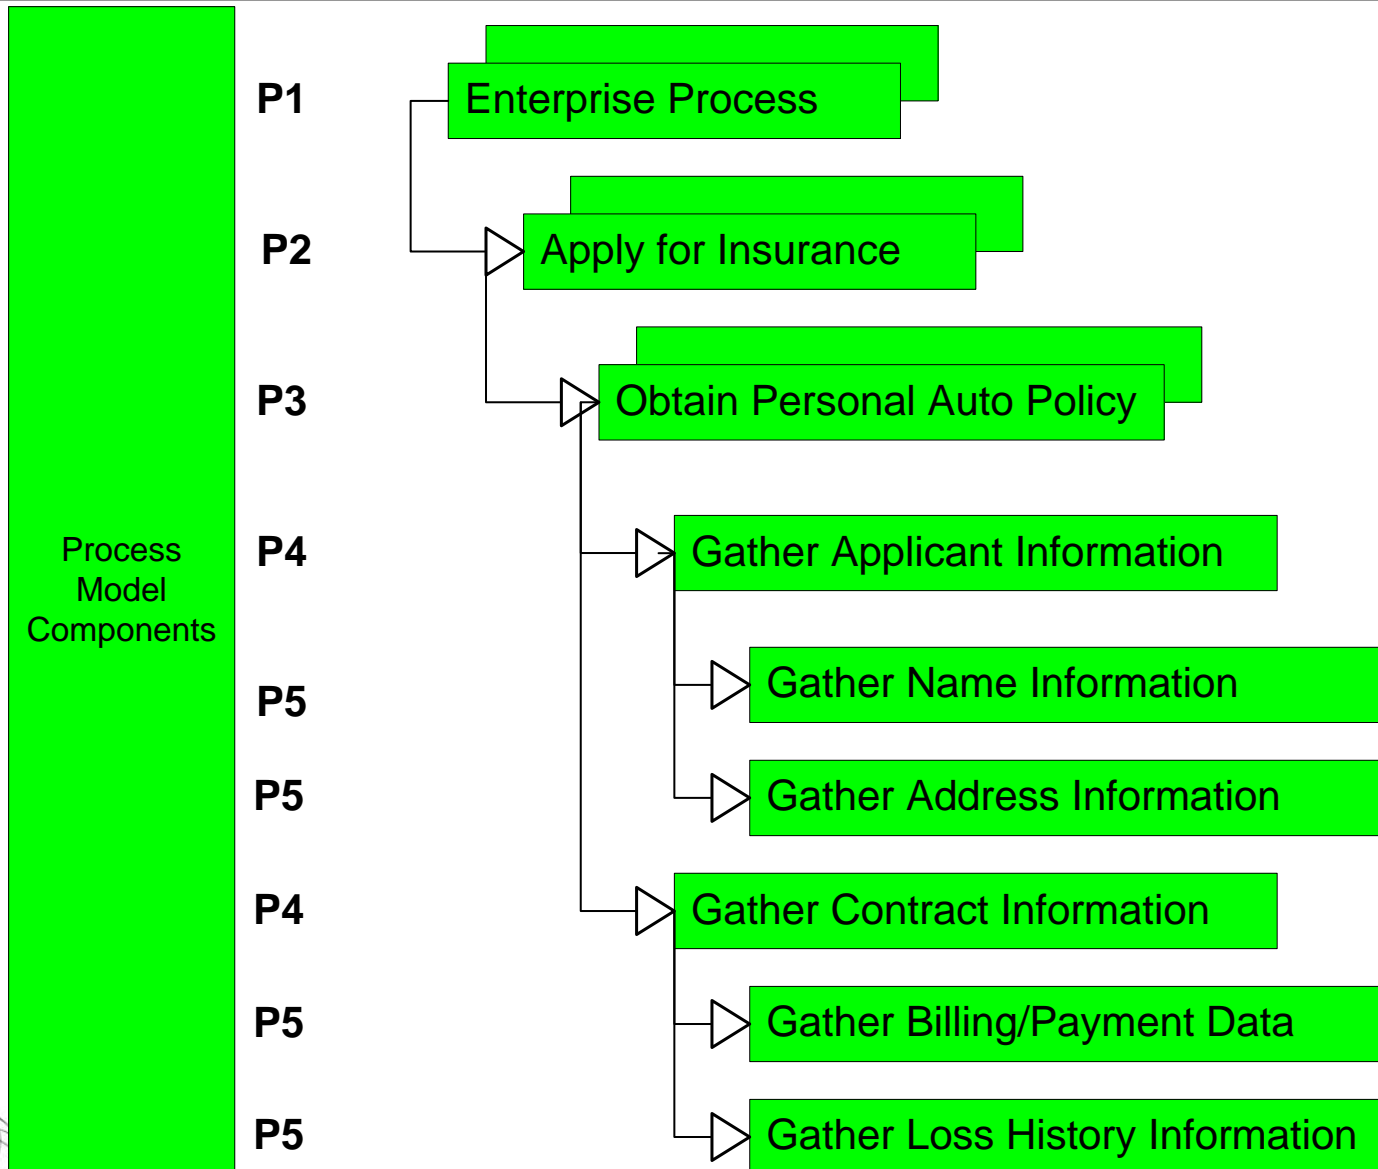 P1
Enterprise Process
P2
Apply for Insurance
P3
Obtain Personal Auto Policy
Process
Model
Components
P4
Gather Applicant Information
P5
Gather Name Information
P5
Gather Address Information
P4
Gather Contract Information
P5
Gather Billing/Payment Data
P5
Gather Loss History Information